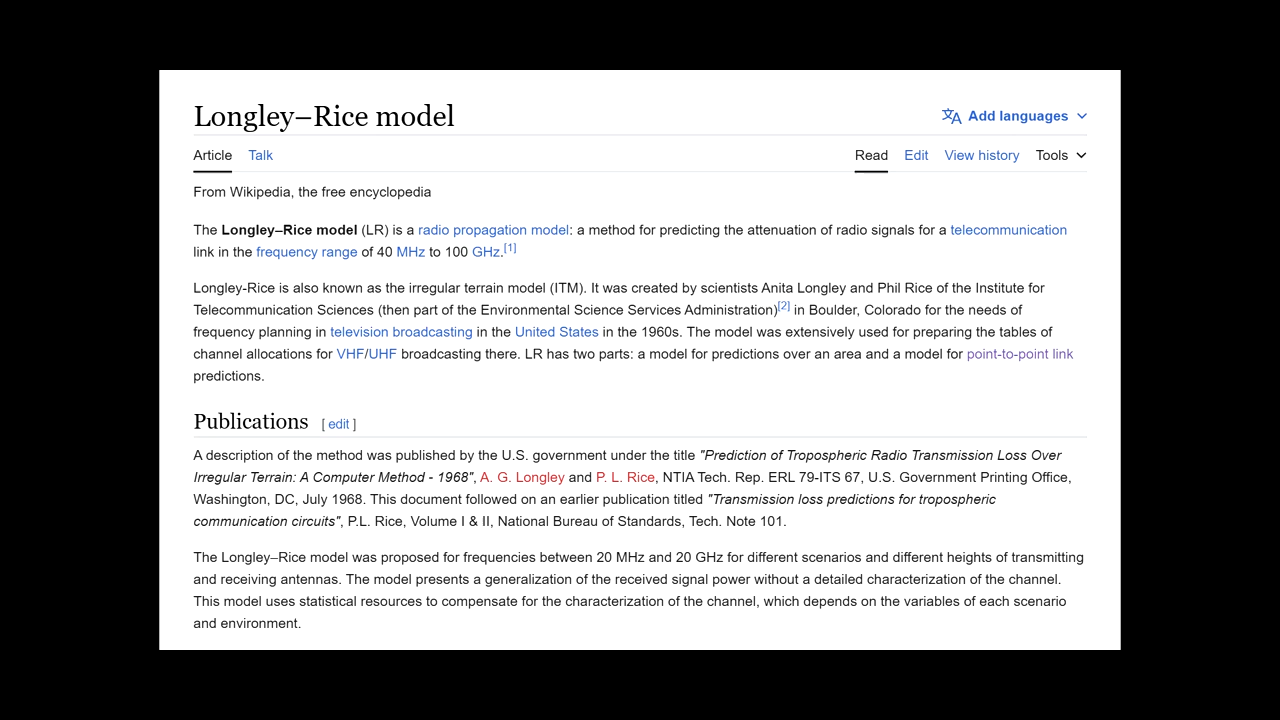 Longley–Rice model
Add languages
Article Talk Read Edit View history Tools
From Wikipedia, the free encyclopedia
The Longley–Rice model (LR) is a radio propagation model: a method for predicting the attenuation of radio signals for a telecommunication
link in the frequency range of 40 MHz to 100 GHz.[1]
Longley-Rice is also known as the irregular terrain model (ITM). It was created by scientists Anita Longley and Phil Rice of the Institute for
Telecommunication Sciences (then part of the Environmental Science Services Administration)[2] in Boulder, Colorado for the needs of
frequency planning in television broadcasting in the United States in the 1960s. The model was extensively used for preparing the tables of
channel allocations for VHF/UHF broadcasting there. LR has two parts: a model for predictions over an area and a model for point-to-point link
predictions.
Publications [ edit ]
A description of the method was published by the U.S. government under the title "Prediction of Tropospheric Radio Transmission Loss Over
Irregular Terrain: A Computer Method - 1968", A. G. Longley and P. L. Rice, NTIA Tech. Rep. ERL 79-ITS 67, U.S. Government Printing Office,
Washington, DC, July 1968. This document followed on an earlier publication titled "Transmission loss predictions for tropospheric
communication circuits", P.L. Rice, Volume I & II, National Bureau of Standards, Tech. Note 101.
The Longley–Rice model was proposed for frequencies between 20 MHz and 20 GHz for different scenarios and different heights of transmitting
and receiving antennas. The model presents a generalization of the received signal power without a detailed characterization of the channel.
This model uses statistical resources to compensate for the characterization of the channel, which depends on the variables of each scenario
and environment.